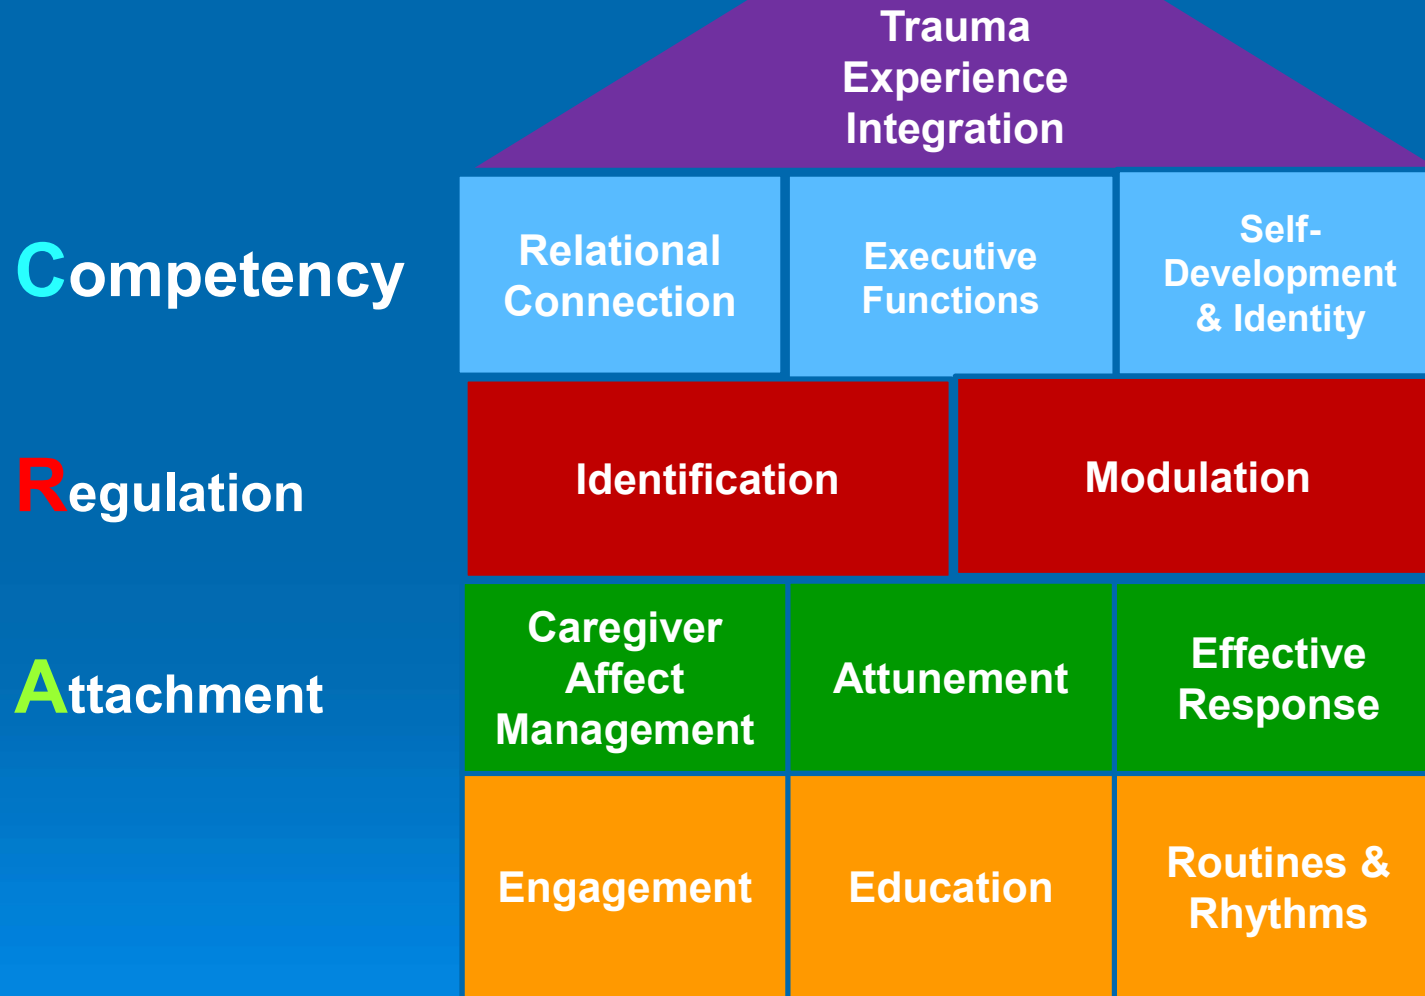 Trauma
Experience
Integration
Competency
Relational
Connection
Executive
Functions
Self-
Development
& Identity
Regulation
Identification
Modulation
Attachment
Caregiver
Affect
Management
Attunement
Effective
Response
Engagement
Education
Routines &
Rhythms